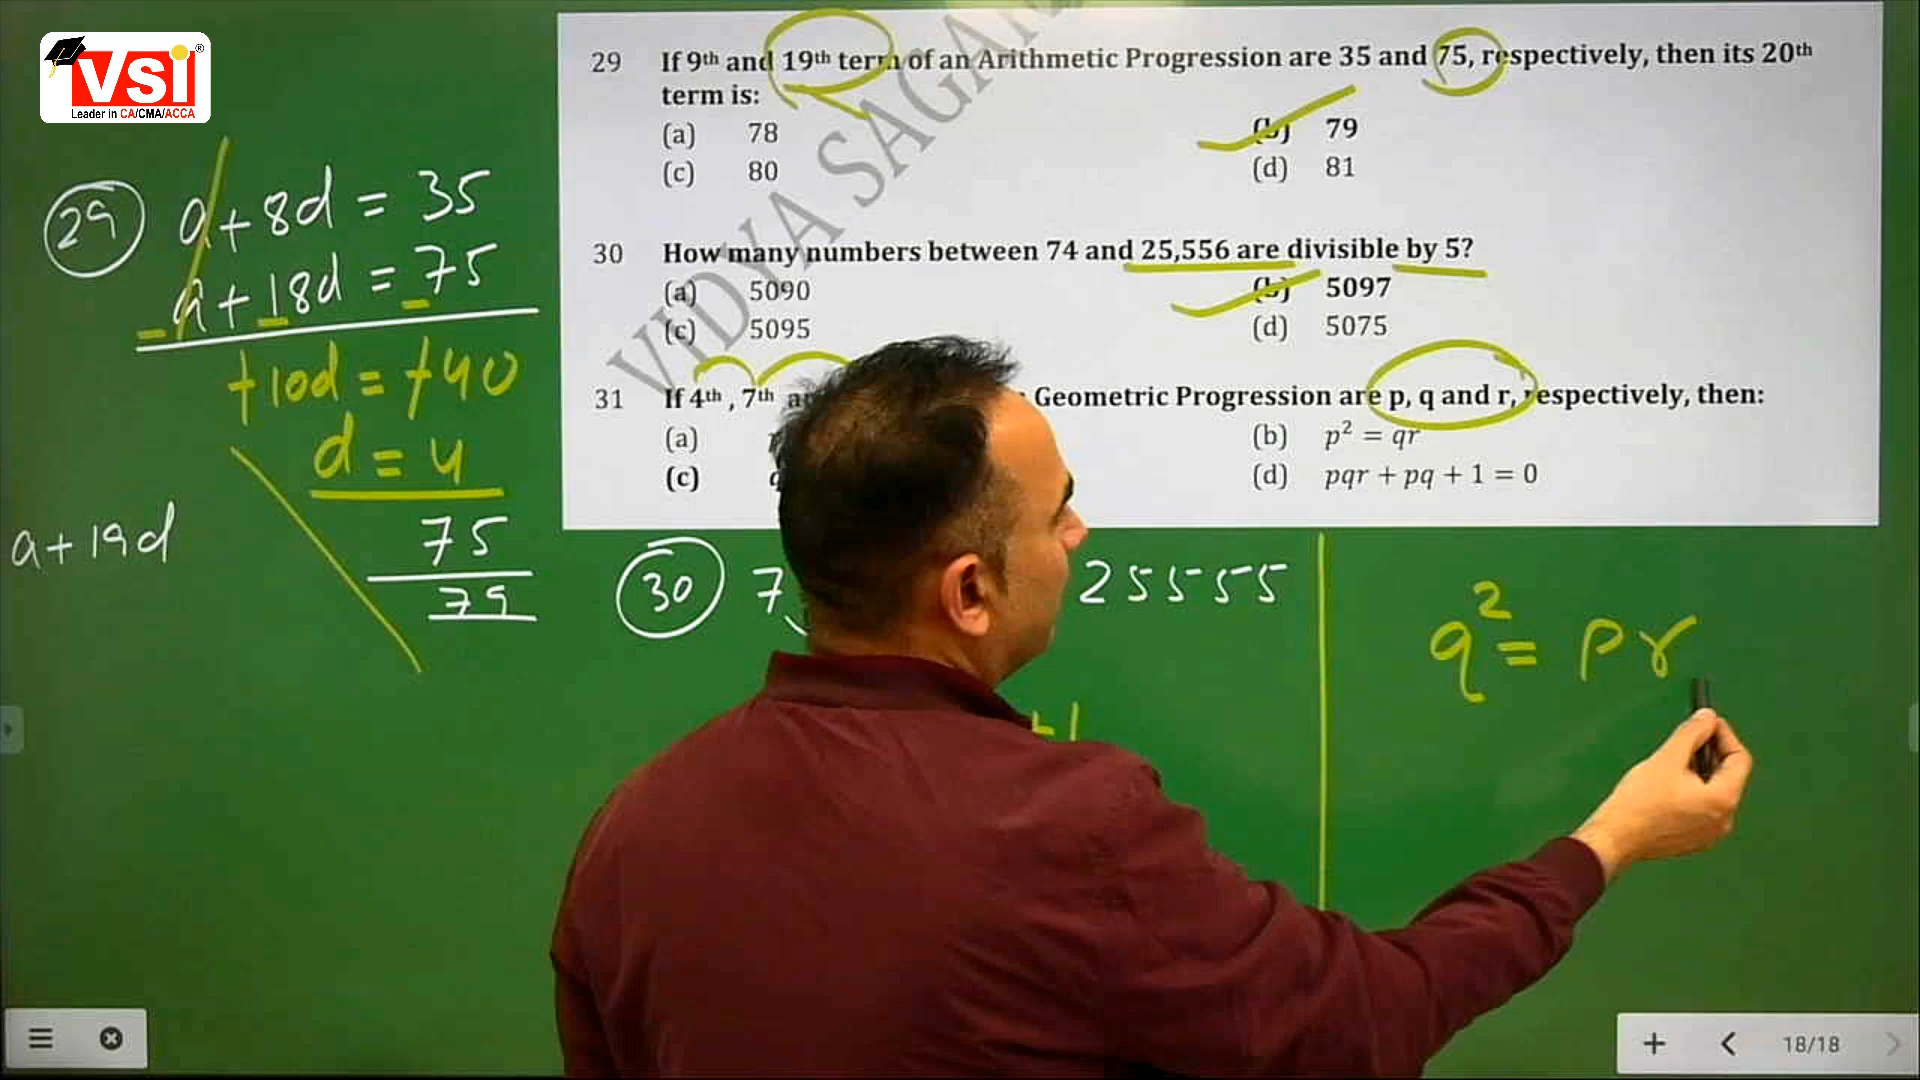 VSI®
Leader in CA/CMA/ACCA
VIDYA SAGAR
29 If 9th and 19th term of an Arithmetic Progression are 35 and 75, respectively, then its 20th
term is:
(a) 78 (b) 79
(c) 80 (d) 81
30 How many numbers between 74 and 25,556 are divisible by 5?
(a) 5090 (b) 5097
(c) 5095 (d) 5075
31 If 4th , 7th Geometric Progression are p, q and r, respectively, then:
(a) (b) p² = qr
(c) (d) pqr + pq + 1 = 0
29 a + 8d = 35
a + 18d = 75
+10d = +40
d = 4
a + 19d
75
79
30 7 25555
+1
q² = pr
18/18